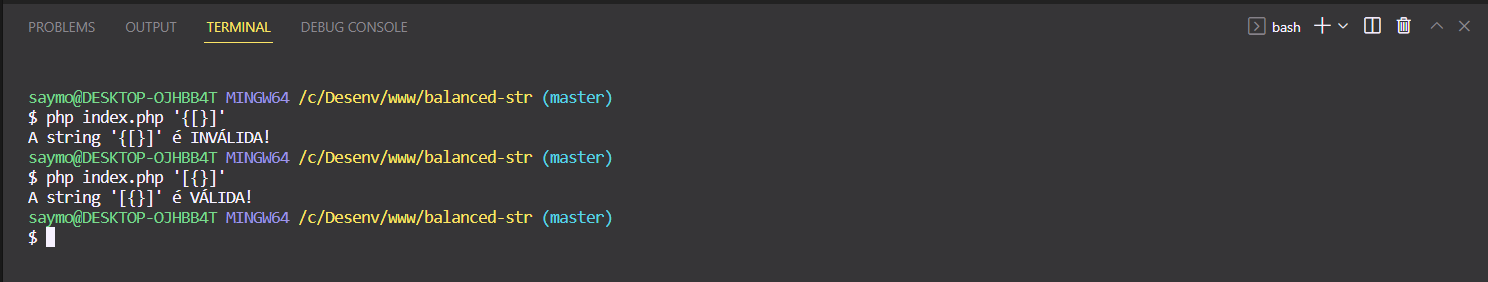 PROBLEMS OUTPUT TERMINAL DEBUG CONSOLE bash
saymo@DESKTOP-OJHBB4T MINGW64 /c/Desenv/www/balanced-str (master)
$ php index.php '{[}]'
A string '{[}]' é INVÁLIDA!
saymo@DESKTOP-OJHBB4T MINGW64 /c/Desenv/www/balanced-str (master)
$ php index.php '[{}]'
A string '[{}]' é VÁLIDA!
saymo@DESKTOP-OJHBB4T MINGW64 /c/Desenv/www/balanced-str (master)
$